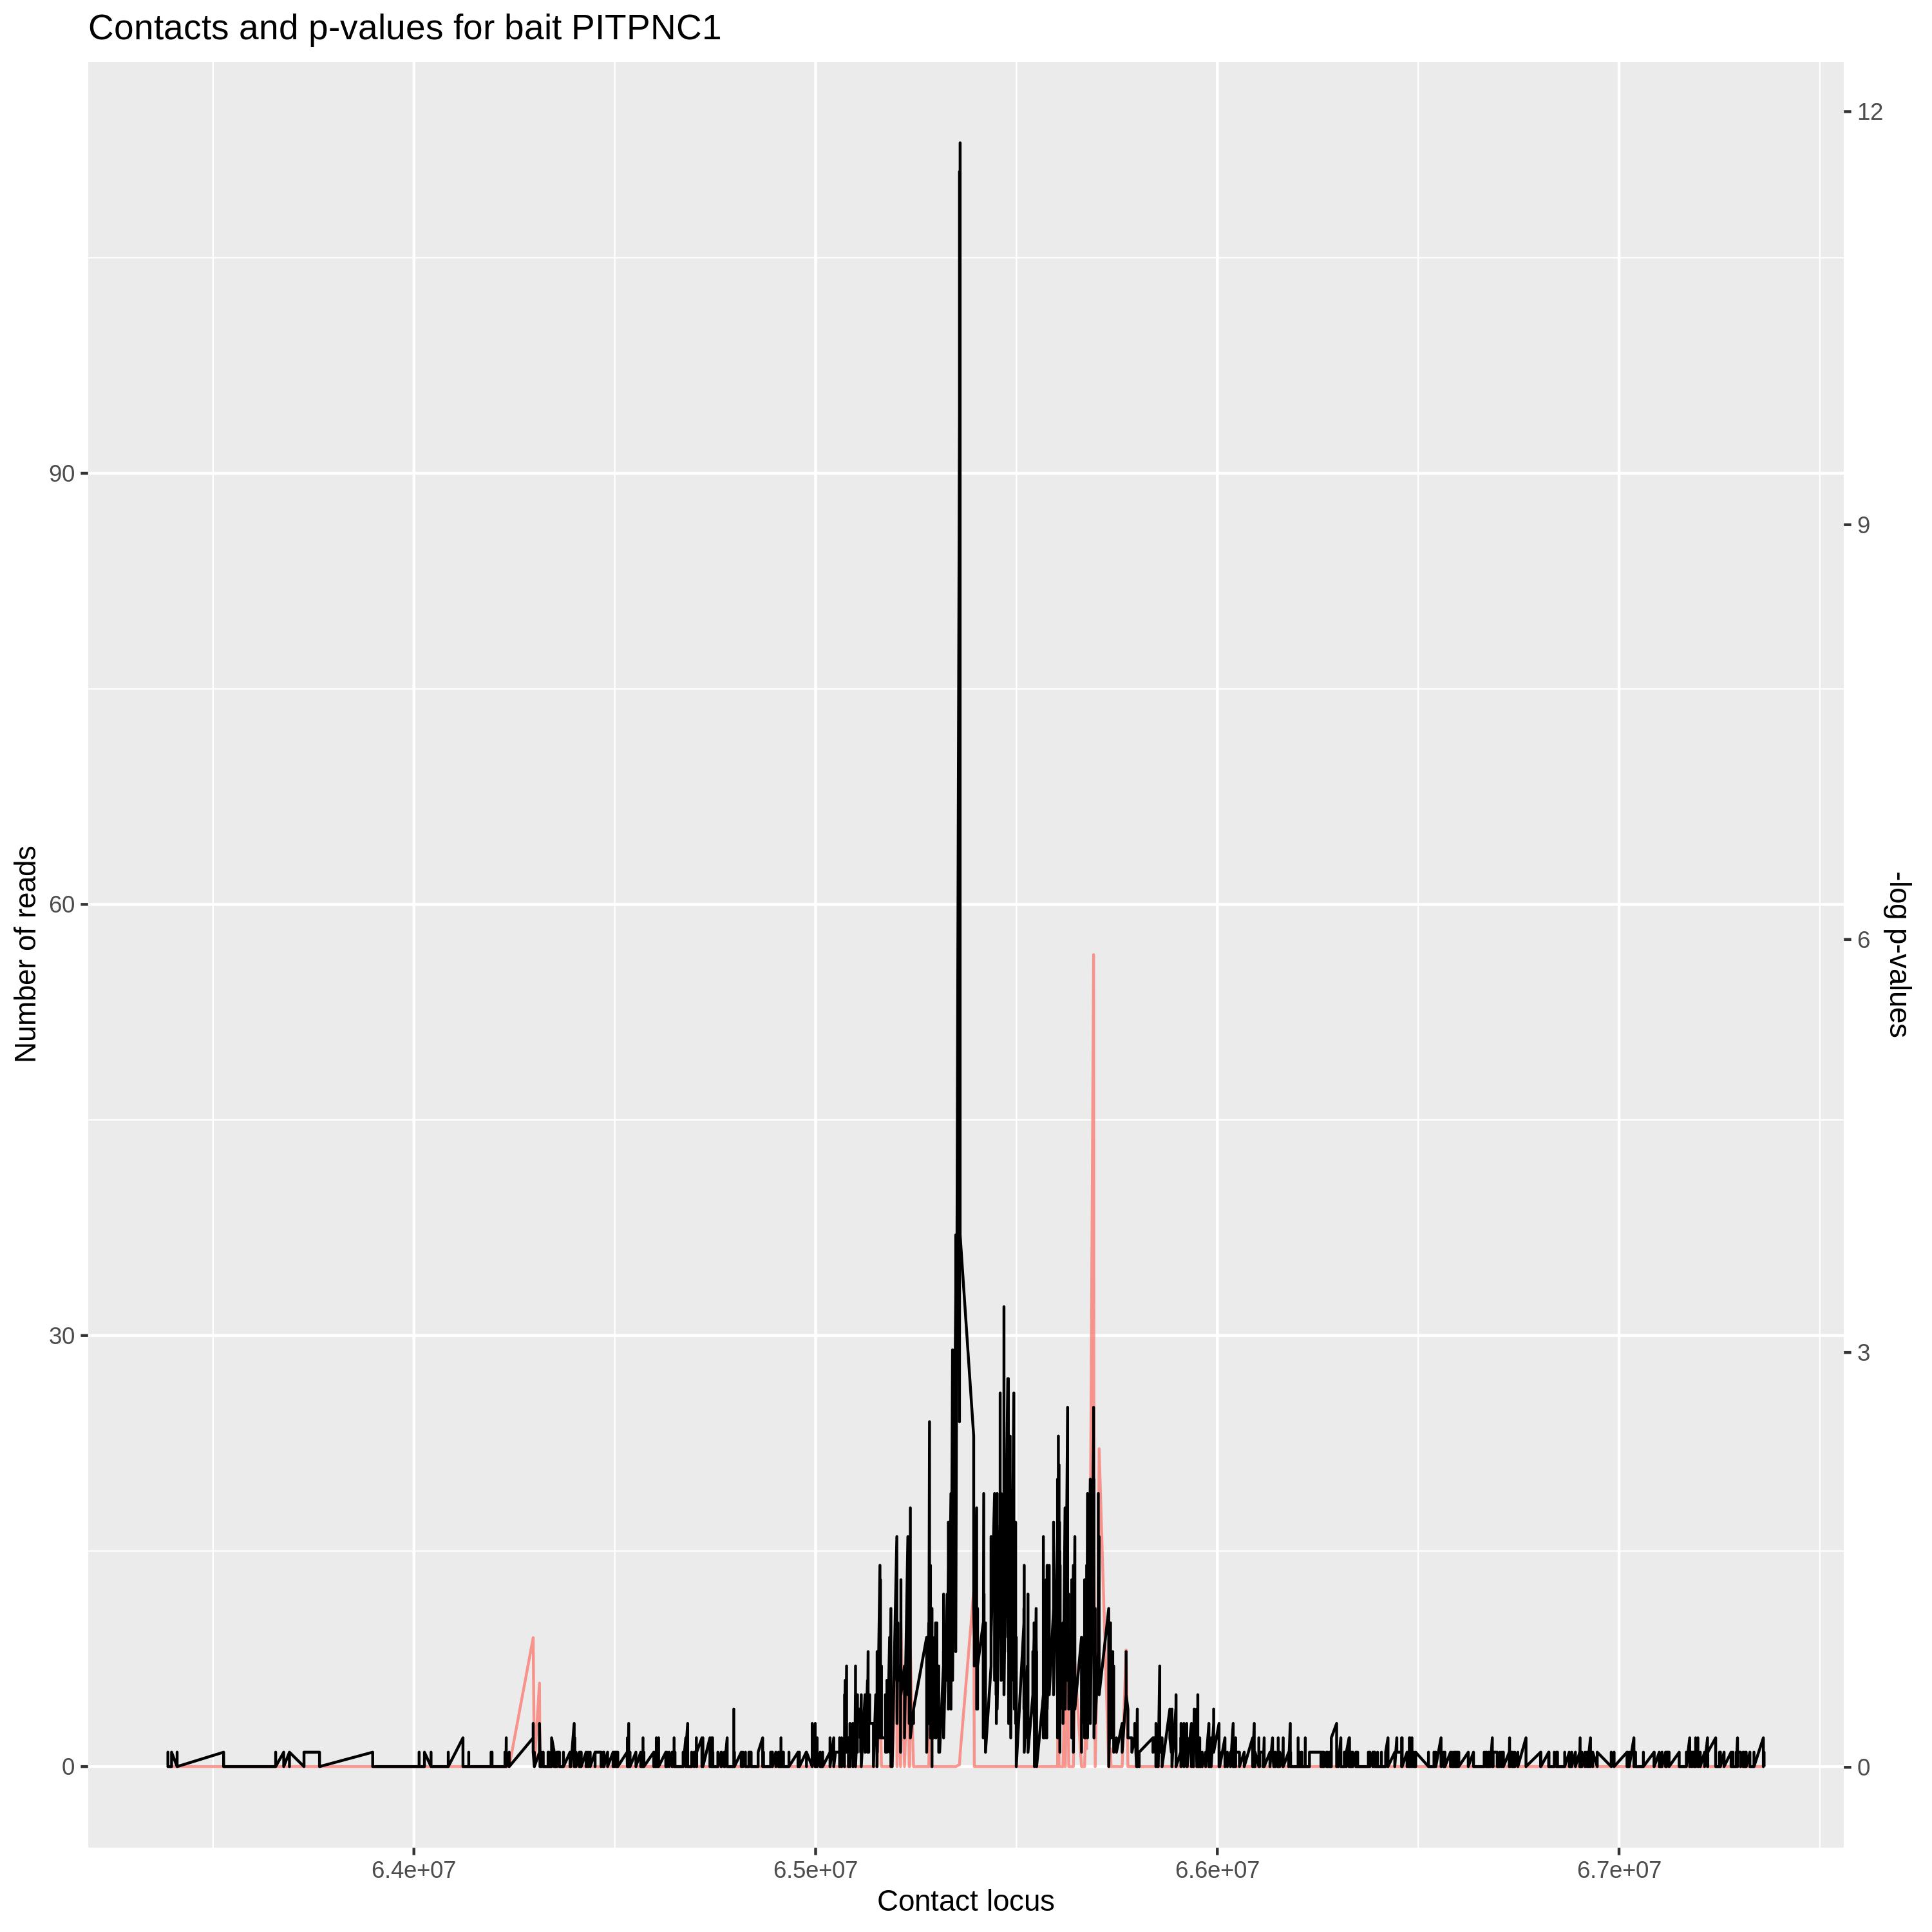 Contacts and p-values for bait PITPNC1
12
90
9
60
6
Number of reads
-log p-values
30
3
0
0
6.4e+07 6.5e+07 6.6e+07 6.7e+07
Contact locus